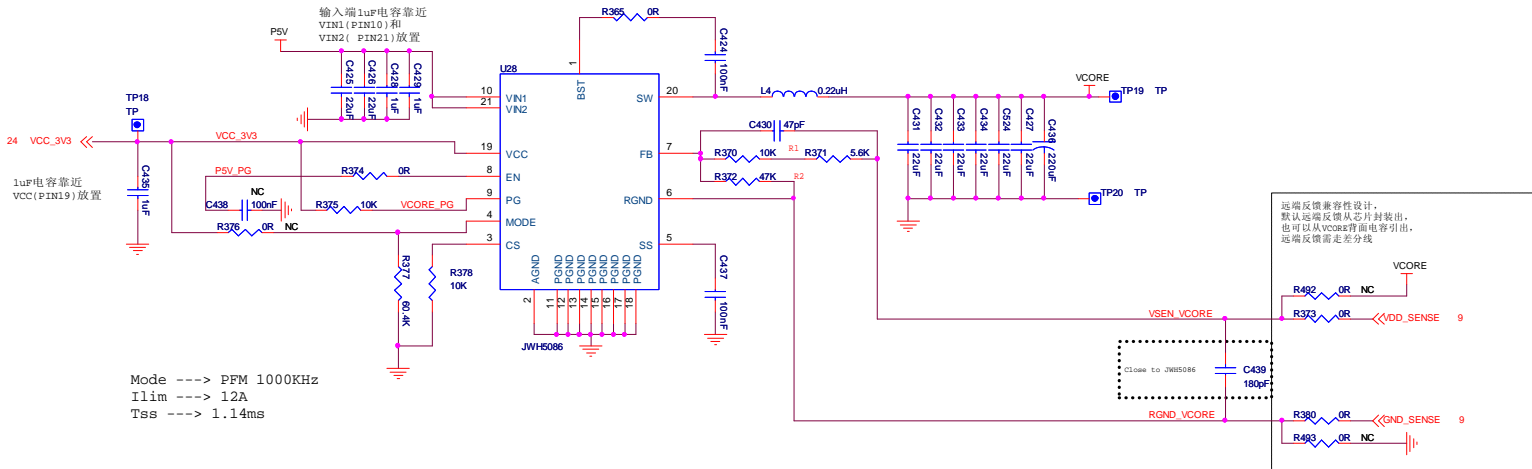 输入端1uF电容靠近
VIN1(PIN10)和
VIN2( PIN21)放置
P5V
C425
22uF
C426
22uF
C428
1uF
C429
1uF
R365
0R
C424
100nF
U28
1
BST
10
VIN1
21
VIN2
SW
20
L4
0.22uH
VCORE
TP19 TP
C431
22uF
C432
22uF
C433
22uF
C434
22uF
C524
22uF
C427
22uF
C436
220uF
TP20 TP
TP18
TP
24 VCC_3V3
VCC_3V3
19
VCC
C435
1uF
1uF电容靠近
VCC(PIN19)放置
P5V_PG
R374
0R
8
EN
NC
C438
100nF
R375
10K
VCORE_PG
9
PG
R376
0R
NC
4
MODE
3
CS
R377
60.4K
R378
10K
C430
47pF
R1
FB
7
R370
10K
R371
5.6K
R372
47K
R2
RGND
6
SS
5
C437
100nF
AGND
PGND
PGND
PGND
PGND
PGND
PGND
PGND
PGND
2
11
12
13
14
15
16
17
18
JWH5086
远端反馈兼容性设计，
默认远端反馈从芯片封装出，
也可以从VCORE背面电容引出，
远端反馈需走差分线
VCORE
R492
0R
NC
VSEN_VCORE
R373
0R
VDD_SENSE 9
Close to JWH5086
C439
180pF
RGND_VCORE
R380
0R
GND_SENSE 9
R493
0R
NC
Mode ---> PFM 1000KHz
Ilim ---> 12A
Tss ---> 1.14ms